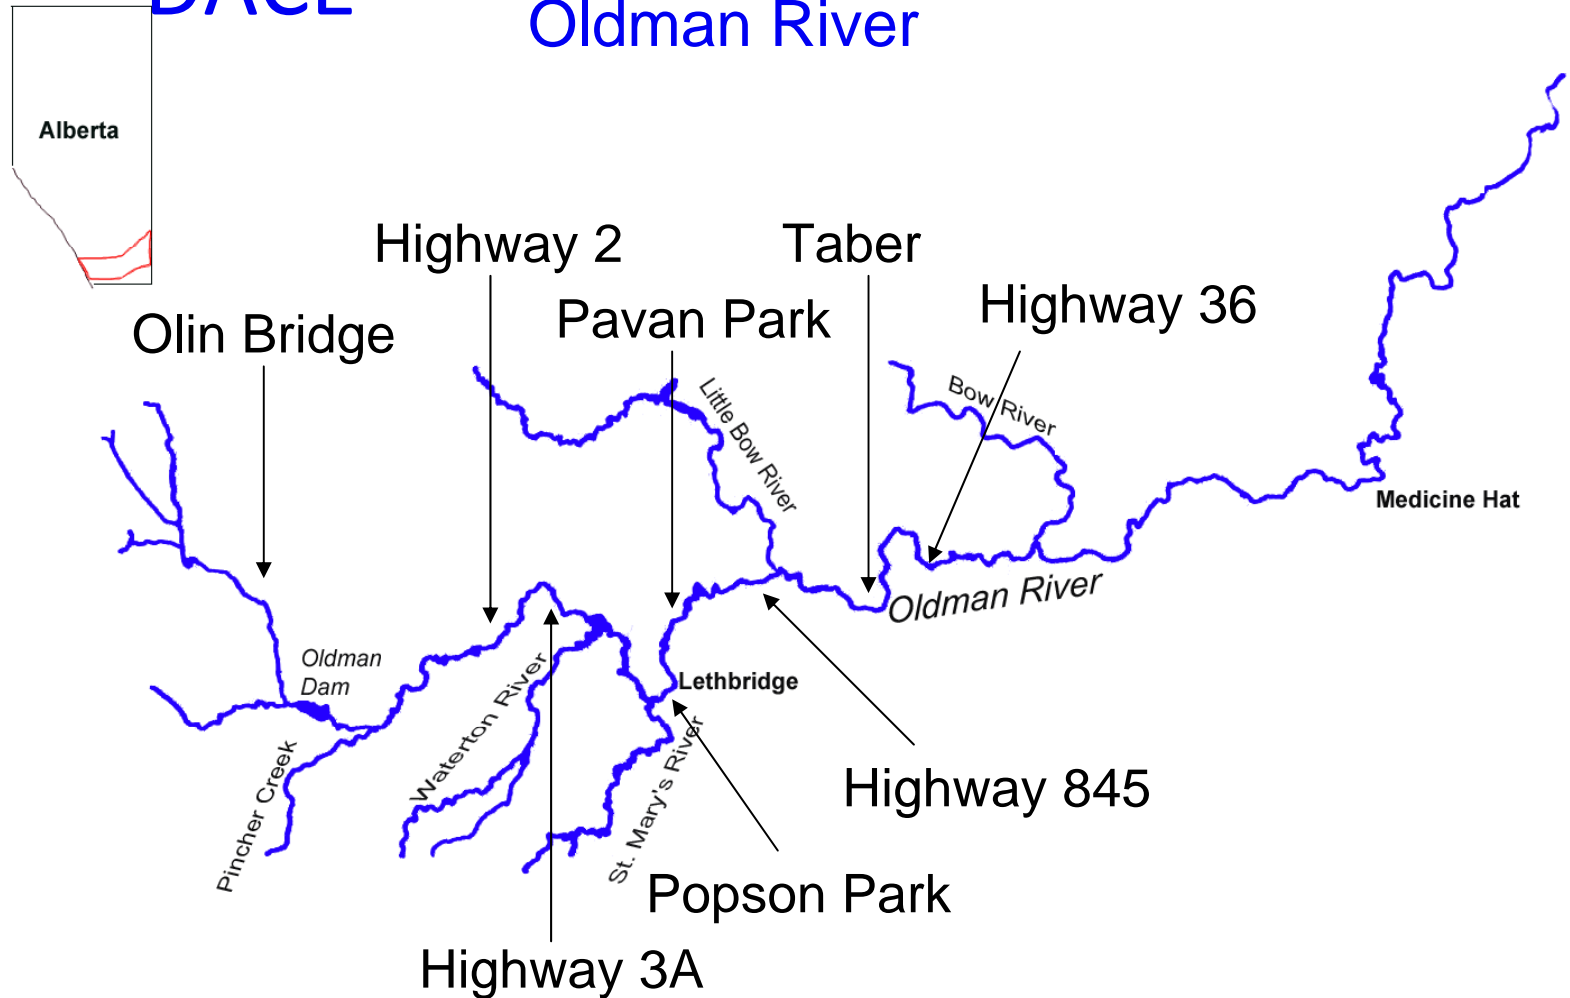 DACE
Oldman River
Alberta
Highway 2
Taber
Highway 36
Pavan Park
Olin Bridge
Little Bow River
Bow River
Medicine Hat
Oldman River
Oldman
Dam
Lethbridge
Waterton River
St. Mary's River
Pincher Creek
Highway 845
Popson Park
Highway 3A